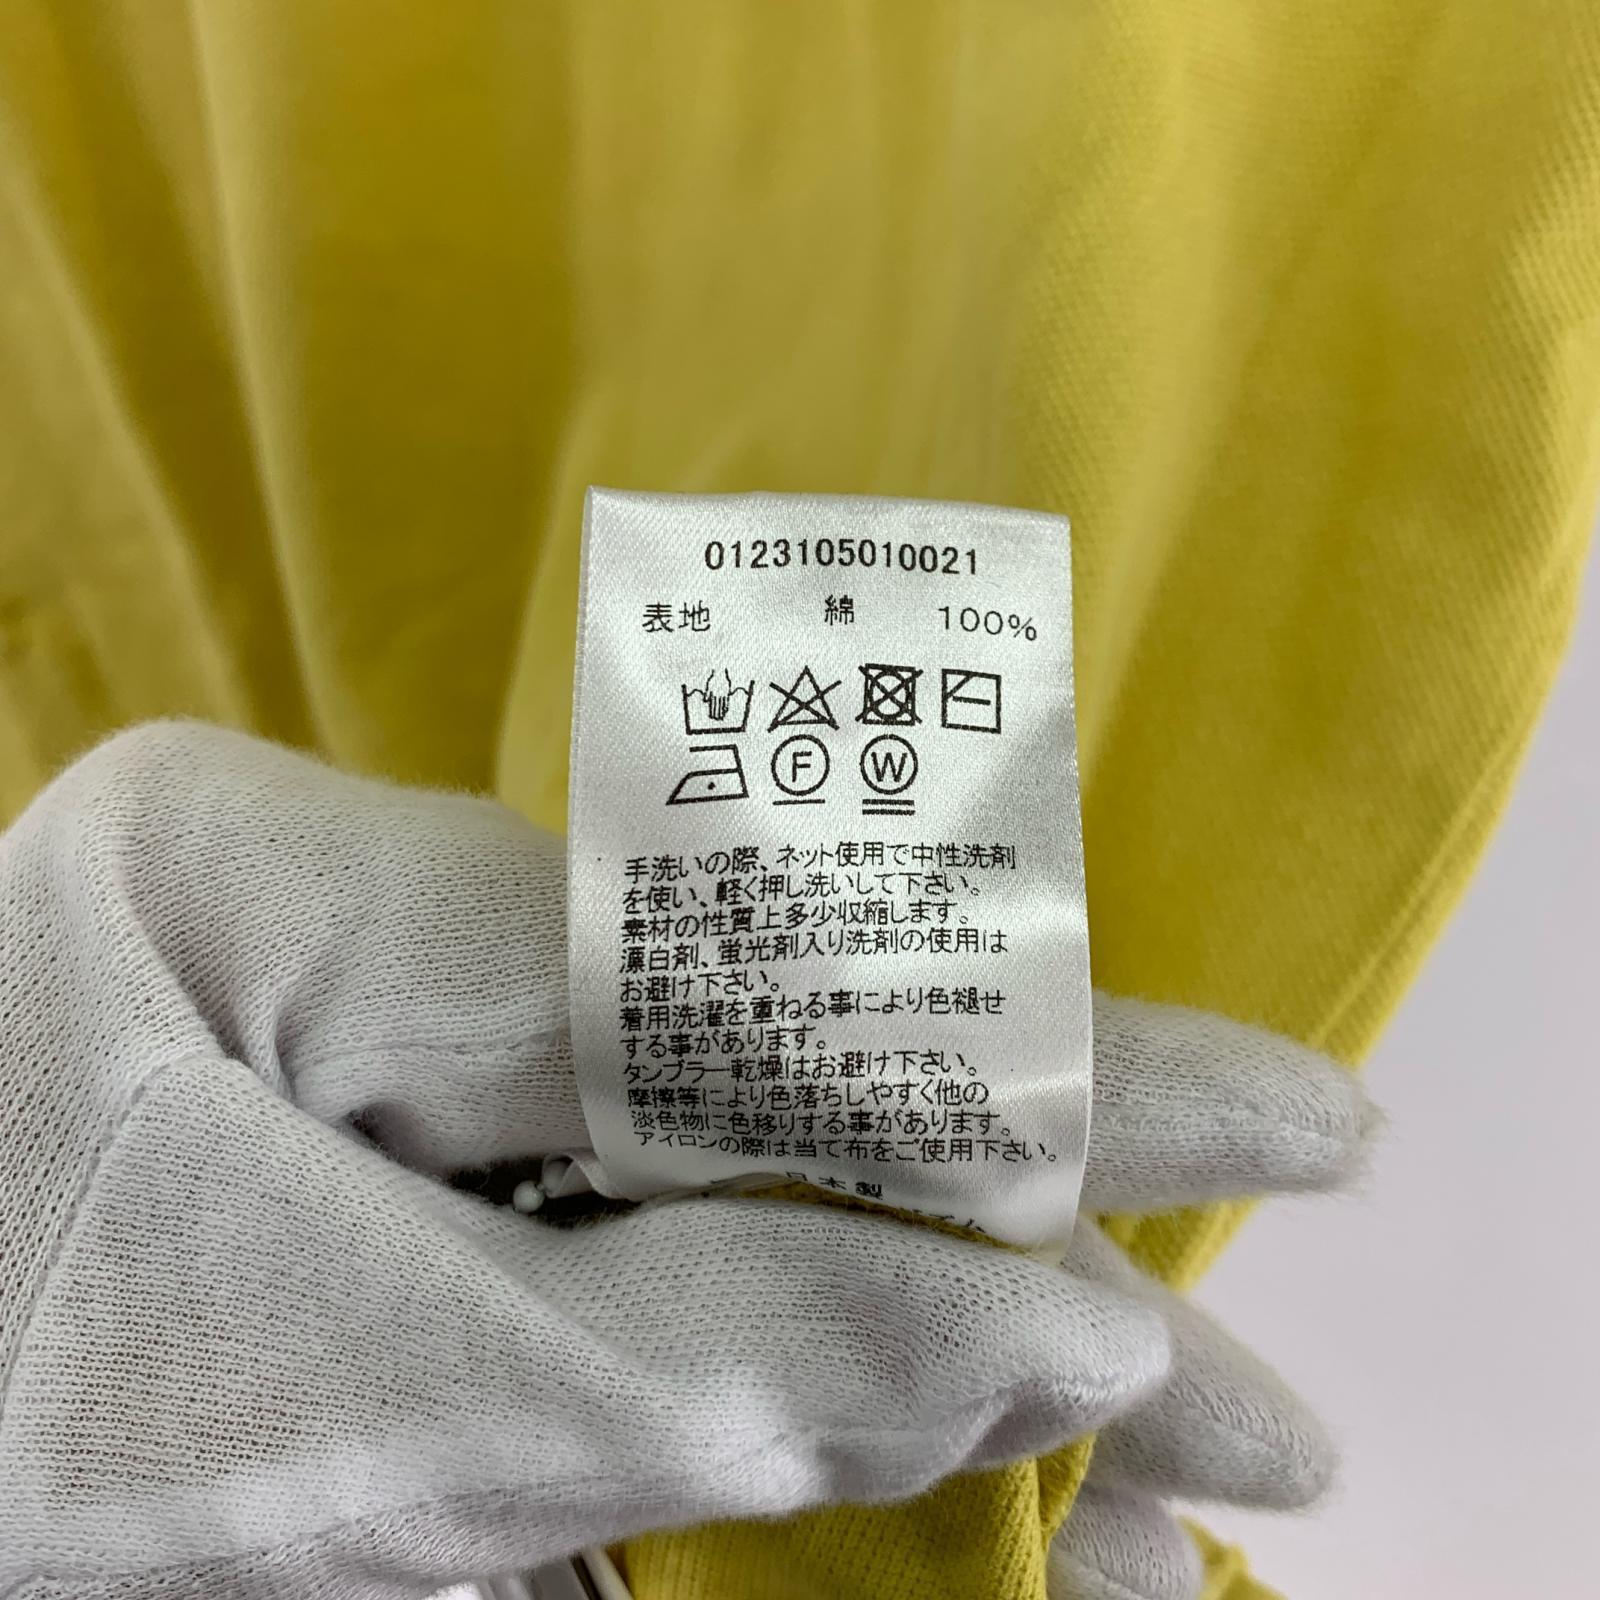 0123105010021
表地 綿 100%
F W
手洗いの際、ネット使用で中性洗剤
を使い、軽く押し洗いして下さい。
素材の性質上多少収縮します。
漂白剤、蛍光剤入り洗剤の使用は
お避け下さい。
着用洗濯を重ねる事により色褪せ
する事があります。
タンブラー乾燥はお避け下さい。
摩擦等により色落ちしやすく他の
淡色物に色移りする事があります。
アイロンの際は当て布をご使用下さい。
日本製